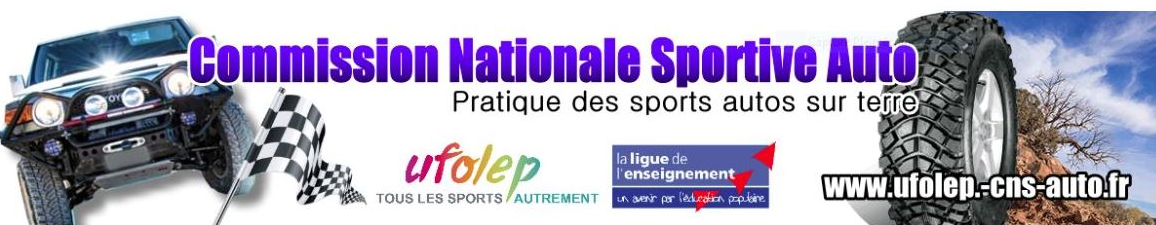 Commission Nationale Sportive Auto
Pratique des sports autos sur terre
ufolep
TOUS LES SPORTS AUTREMENT
la ligue de
l'enseignement
un avenir par l'éducation populaire
www.ufolep.-cns-auto.fr